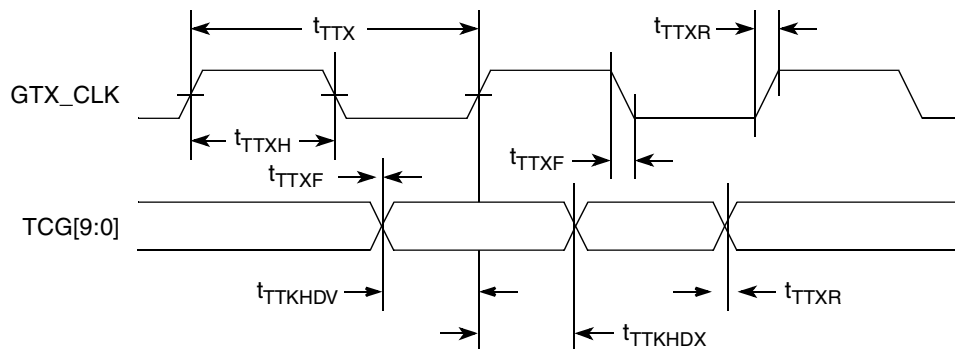 tTTX
tTTXR
GTX_CLK
tTTXH
tTTXF
tTTXF
TCG[9:0]
tTTKHDV
tTTXR
tTTKHDX